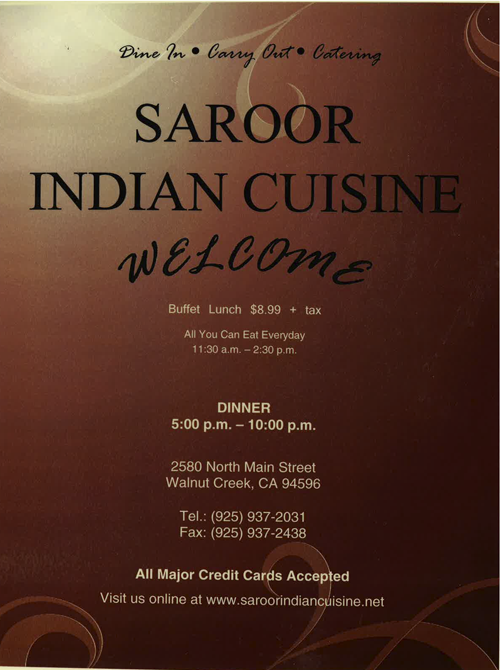 Dine In • Carry Out • Catering
SAROOR
INDIAN CUISINE
WELCOME
Buffet Lunch $8.99 + tax
All You Can Eat Everyday
11:30 a.m. – 2:30 p.m.
DINNER
5:00 p.m. – 10:00 p.m.
2580 North Main Street
Walnut Creek, CA 94596
Tel.: (925) 937-2031
Fax: (925) 937-2438
All Major Credit Cards Accepted
Visit us online at www.saroorindiancuisine.net